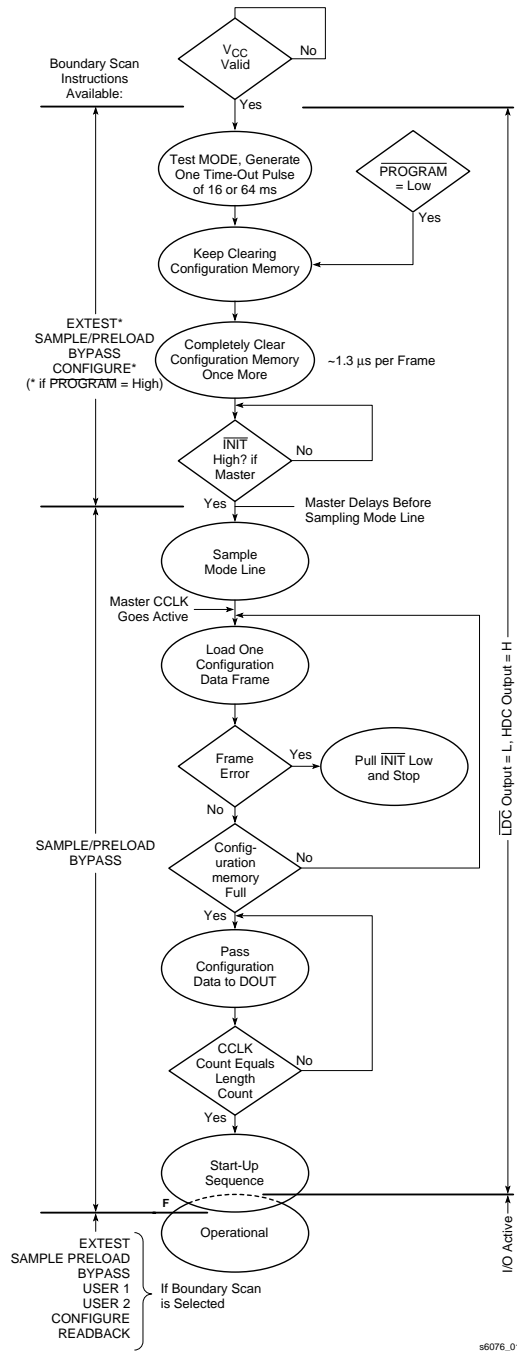 Boundary Scan
Instructions
Available:
VCC
Valid
No
Yes
Test MODE, Generate
One Time-Out Pulse
of 16 or 64 ms
PROGRAM
= Low
Yes
Keep Clearing
Configuration Memory
EXTEST*
SAMPLE/PRELOAD
BYPASS
CONFIGURE*
(* if PROGRAM = High)
Completely Clear
Configuration Memory
Once More
~1.3 μs per Frame
INIT
High? if
Master
No
Yes
Master Delays Before
Sampling Mode Line
Sample
Mode Line
Master CCLK
Goes Active
Load One
Configuration
Data Frame
Frame
Error
Yes
Pull INIT Low
and Stop
No
SAMPLE/PRELOAD
BYPASS
Config-
uration
memory
Full
No
Yes
Pass
Configuration
Data to DOUT
CCLK
Count Equals
Length
Count
No
Yes
LDC Output = L, HDC Output = H
Start-Up
Sequence
F
Operational
I/O Active
EXTEST
SAMPLE PRELOAD
BYPASS
USER 1
USER 2
CONFIGURE
READBACK
If Boundary Scan
is Selected